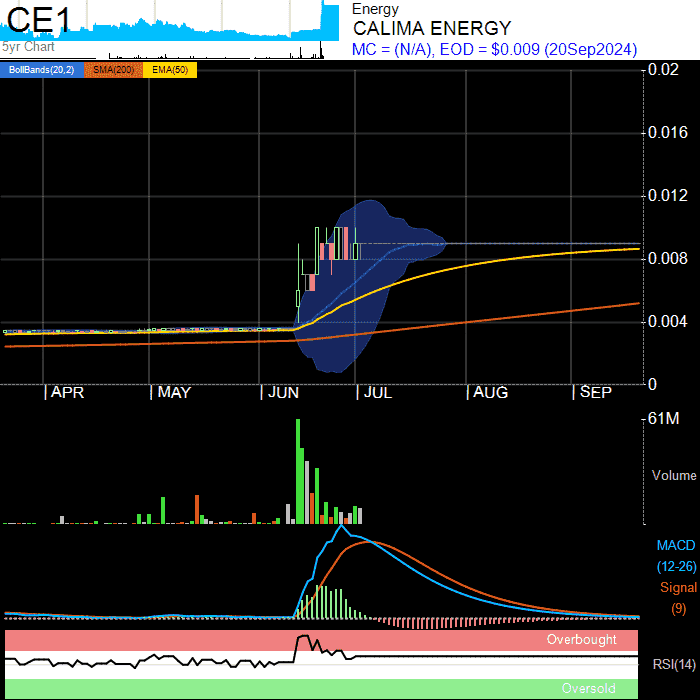 CE1
5yr Chart
Energy
CALIMA ENERGY
MC = (N/A), EOD = $0.009 (20Sep2024)
BollBands(20,2) SMA(200) EMA(50)
0.02
0.016
0.012
0.008
0.004
0
APR MAY JUN JUL AUG SEP
61M
Volume
MACD
(12-26)
Signal
(9)
Overbought
RSI(14)
Oversold